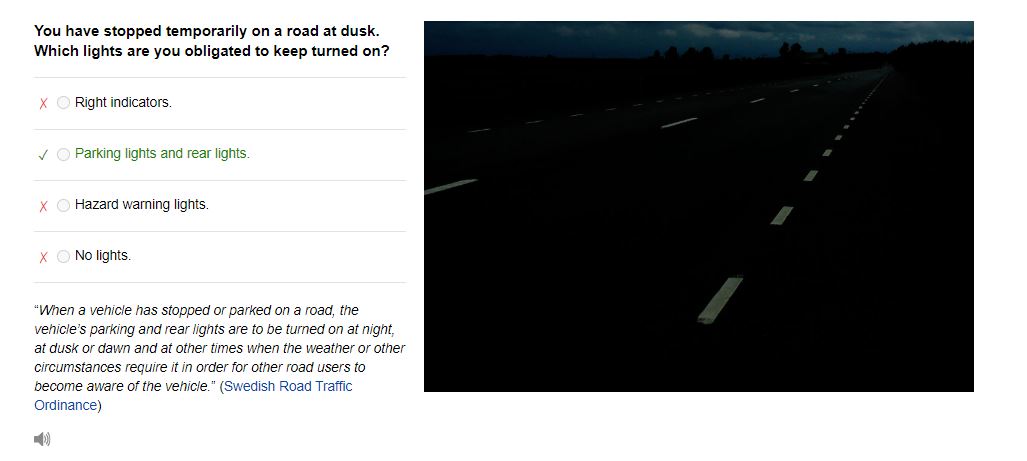 You have stopped temporarily on a road at dusk.
Which lights are you obligated to keep turned on?
Right indicators.
Parking lights and rear lights.
Hazard warning lights.
No lights.
“When a vehicle has stopped or parked on a road, the
vehicle’s parking and rear lights are to be turned on at night,
at dusk or dawn and at other times when the weather or other
circumstances require it in order for other road users to
become aware of the vehicle.” (Swedish Road Traffic
Ordinance)